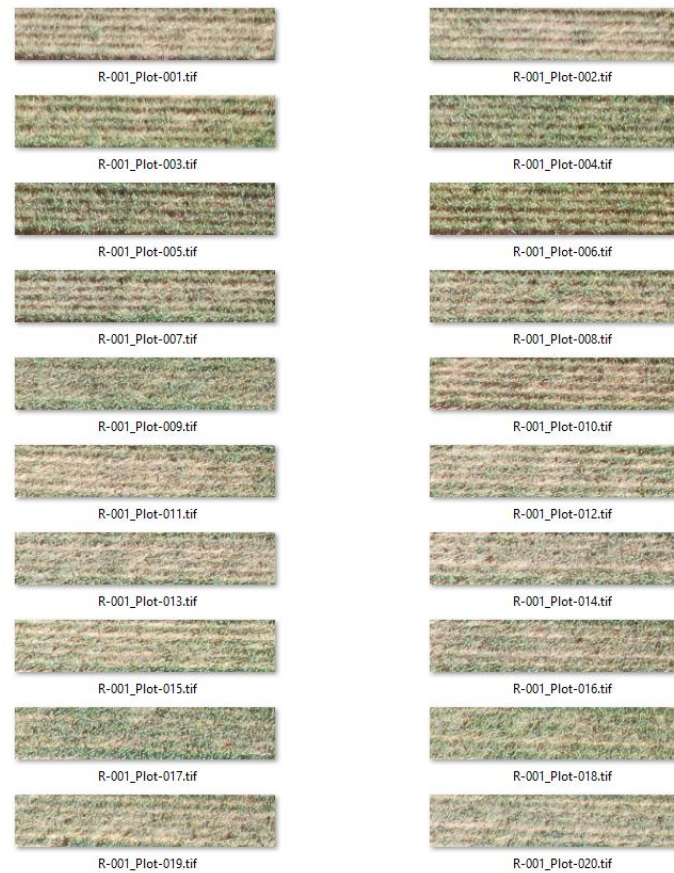 R-001_Plot-001.tif
R-001_Plot-002.tif
R-001_Plot-003.tif
R-001_Plot-004.tif
R-001_Plot-005.tif
R-001_Plot-006.tif
R-001_Plot-007.tif
R-001_Plot-008.tif
R-001_Plot-009.tif
R-001_Plot-010.tif
R-001_Plot-011.tif
R-001_Plot-012.tif
R-001_Plot-013.tif
R-001_Plot-014.tif
R-001_Plot-015.tif
R-001_Plot-016.tif
R-001_Plot-017.tif
R-001_Plot-018.tif
R-001_Plot-019.tif
R-001_Plot-020.tif